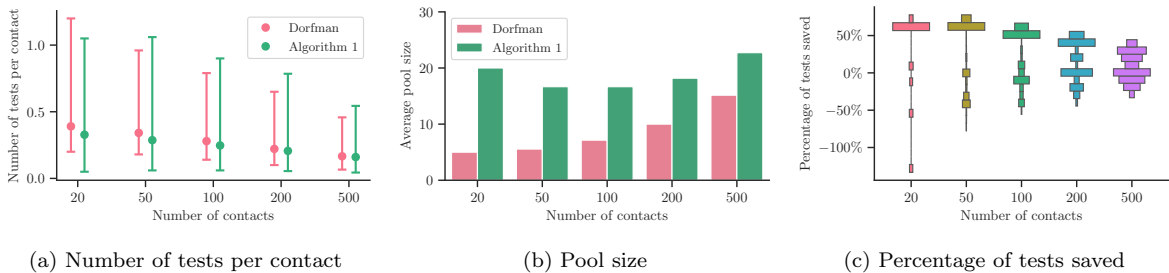 Number of tests per contact
1.0
0.5
0.0
Dorfman
Algorithm 1
20 50 100 200 500
Number of contacts
(a) Number of tests per contact
Average pool size
30
20
10
0
Dorfman
Algorithm 1
20 50 100 200 500
Number of contacts
(b) Pool size
Percentage of tests saved
50%
0%
−50%
−100%
20 50 100 200 500
Number of contacts
(c) Percentage of tests saved